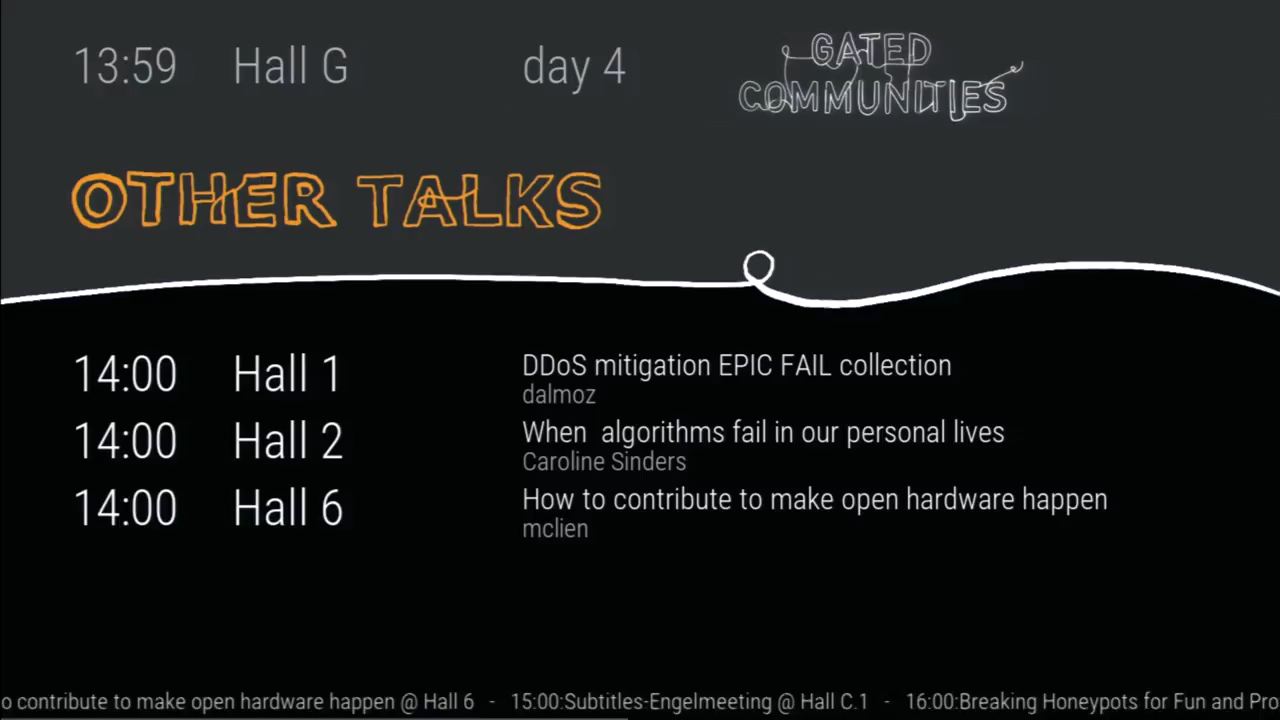 13:59 Hall G day 4
GATED
COMMUNITIES
OTHER TALKS
14:00 Hall 1 DDoS mitigation EPIC FAIL collection
dalmoz
14:00 Hall 2 When algorithms fail in our personal lives
Caroline Sinders
14:00 Hall 6 How to contribute to make open hardware happen
mclien
o contribute to make open hardware happen @ Hall 6 - 15:00:Subtitles-Engelmeeting @ Hall C.1 - 16:00:Breaking Honeypots for Fun and Pro